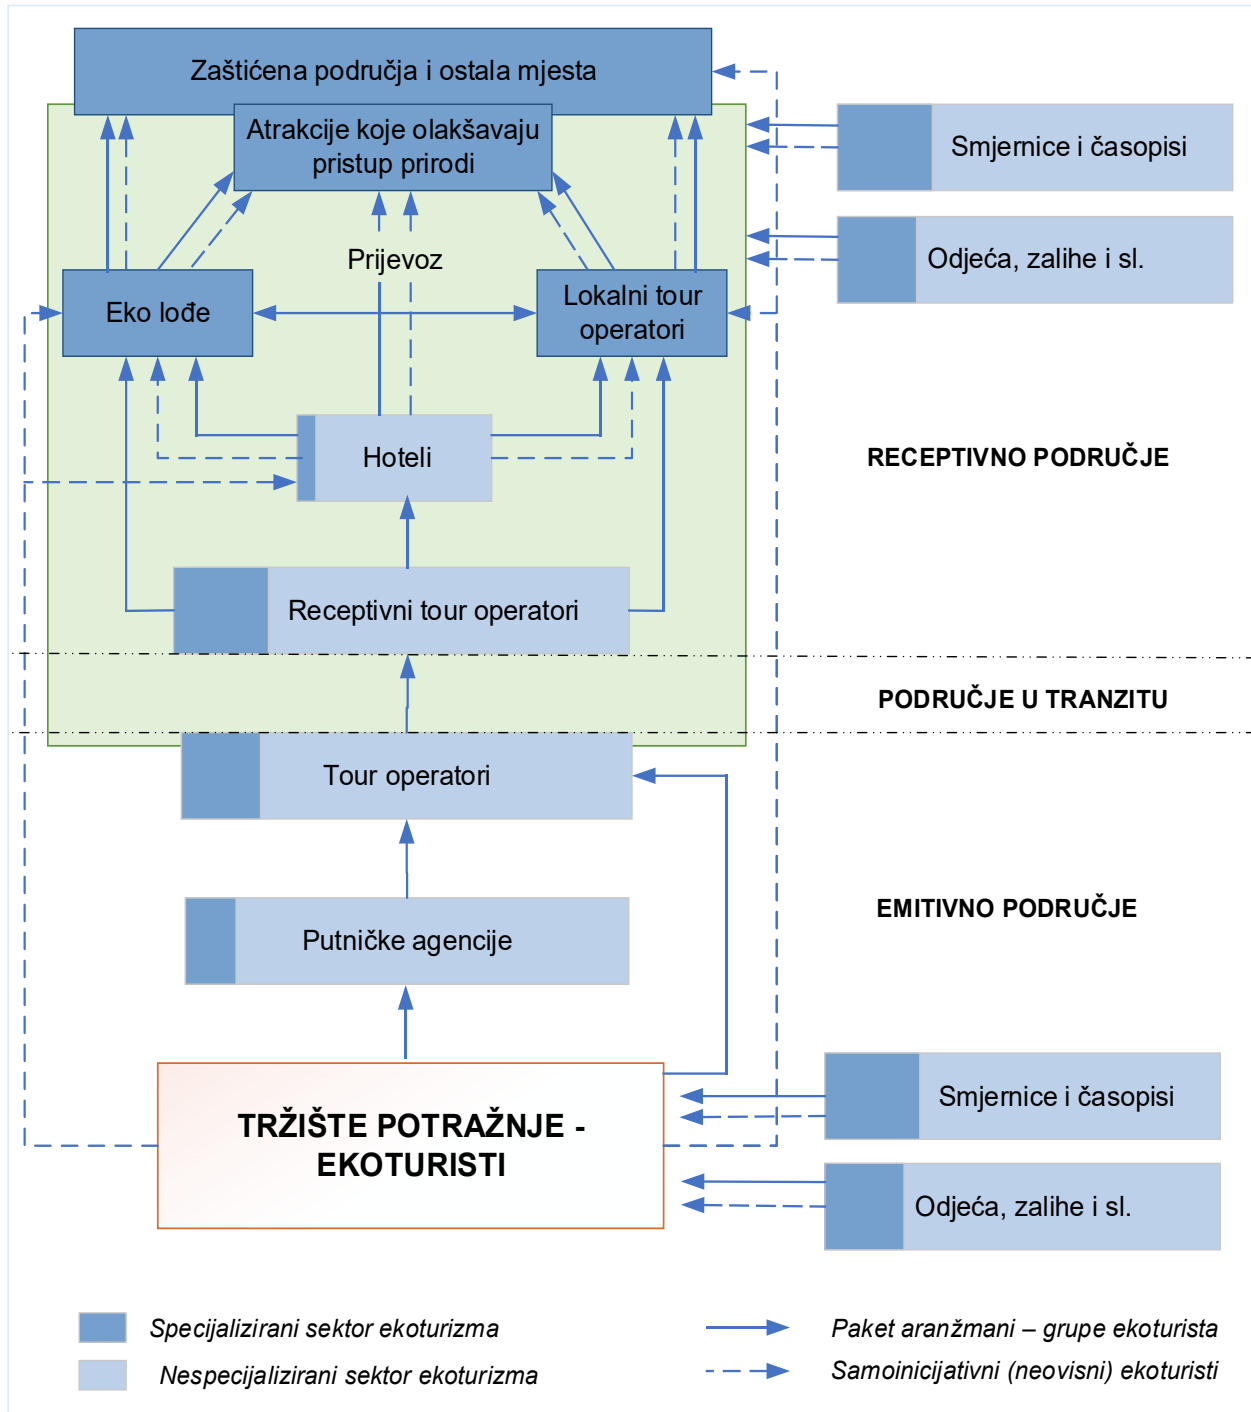 Zaštićena područja i ostala mjesta
Atrakcije koje olakšavaju
pristup prirodi
Smjernice i časopisi
Odjeća, zalihe i sl.
Prijevoz
Eko lođe
Lokalni tour
operatori
Hoteli
RECEPTIVNO PODRUČJE
Receptivni tour operatori
PODRUČJE U TRANZITU
Tour operatori
Putničke agencije
EMITIVNO PODRUČJE
TRŽIŠTE POTRAŽNJE -
EKOTURISTI
Smjernice i časopisi
Odjeća, zalihe i sl.
Specijalizirani sektor ekoturizma
Nespecijalizirani sektor ekoturizma
Paket aranžmani – grupe ekoturista
Samoinicijativni (neovisni) ekoturisti